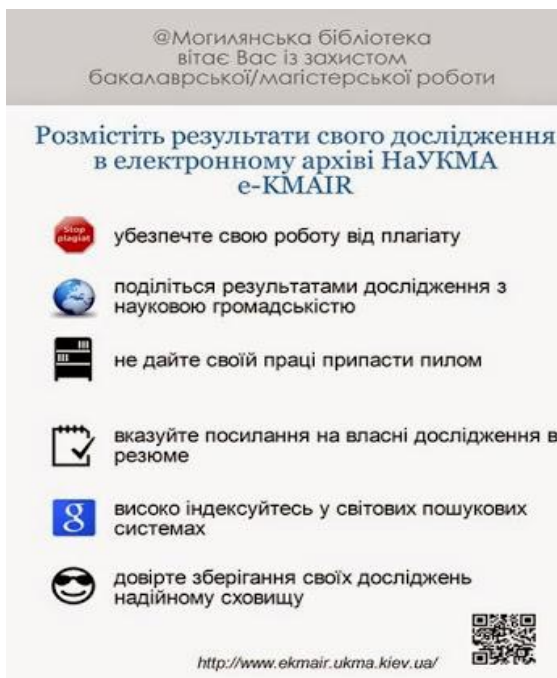 @Могилянська бібліотека
вітає Вас із захистом
бакалаврської/магістерської роботи
Розмістіть результати свого дослідження
в електронному архіві НаУКМА
e-KMAIR
Stop
plagiat
убезпечте свою роботу від плагіату
поділіться результатами дослідження з
науковою громадськістю
не дайте своїй праці припасти пилом
вказуйте посилання на власні дослідження в
резюме
g
високо індексуйтесь у світових пошукових
системах
довірте зберігання своїх досліджень
надійному сховищу
http://www.ekmair.ukma.kiev.ua/